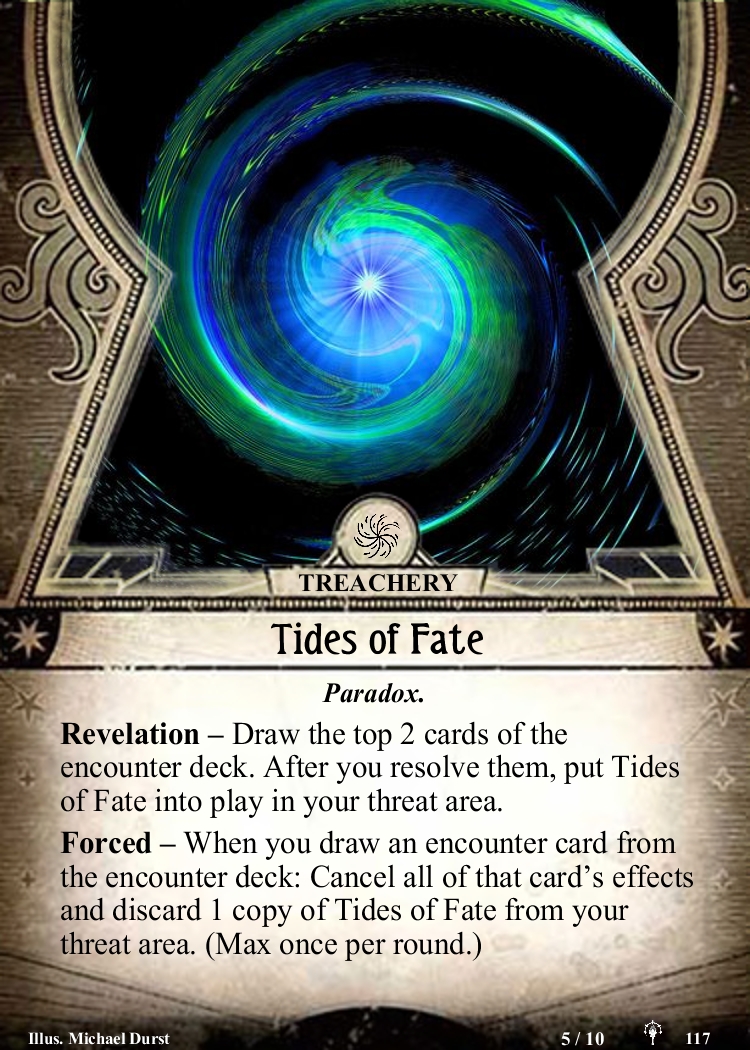 TREACHERY
Tides of Fate
Paradox.
Revelation – Draw the top 2 cards of the
encounter deck. After you resolve them, put Tides
of Fate into play in your threat area.
Forced – When you draw an encounter card from
the encounter deck: Cancel all of that card’s effects
and discard 1 copy of Tides of Fate from your
threat area. (Max once per round.)
Illus. Michael Durst 5 / 10 117